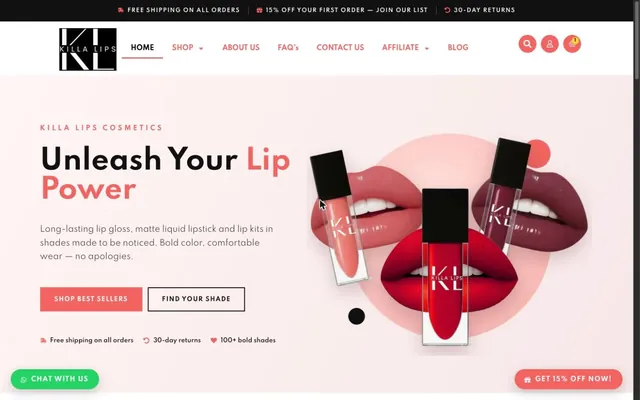 FREE SHIPPING ON ALL ORDERS
15% OFF YOUR FIRST ORDER — JOIN OUR LIST
30-DAY RETURNS
KL
KILLA LIPS
HOME
SHOP
ABOUT US
FAQ's
CONTACT US
AFFILIATE
BLOG
KILLA LIPS COSMETICS
Unleash Your Lip
Power
Long-lasting lip gloss, matte liquid lipstick and lip kits in
shades made to be noticed. Bold color, comfortable
wear — no apologies.
SHOP BEST SELLERS
FIND YOUR SHADE
Free shipping on all orders
30-day returns
100+ bold shades
KL
KILLA LIPS
CHAT WITH US
GET 15% OFF NOW!